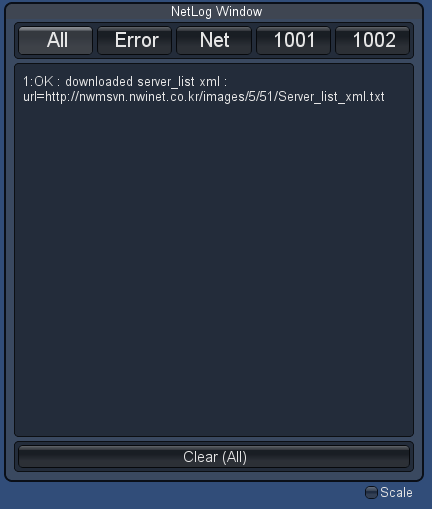 NetLog Window
All Error Net 1001 1002
1:OK : downloaded server_list xml :
url=http://nwmsvn.nwinet.co.kr/images/5/51/Server_list_xml.txt
Clear (All)
Scale